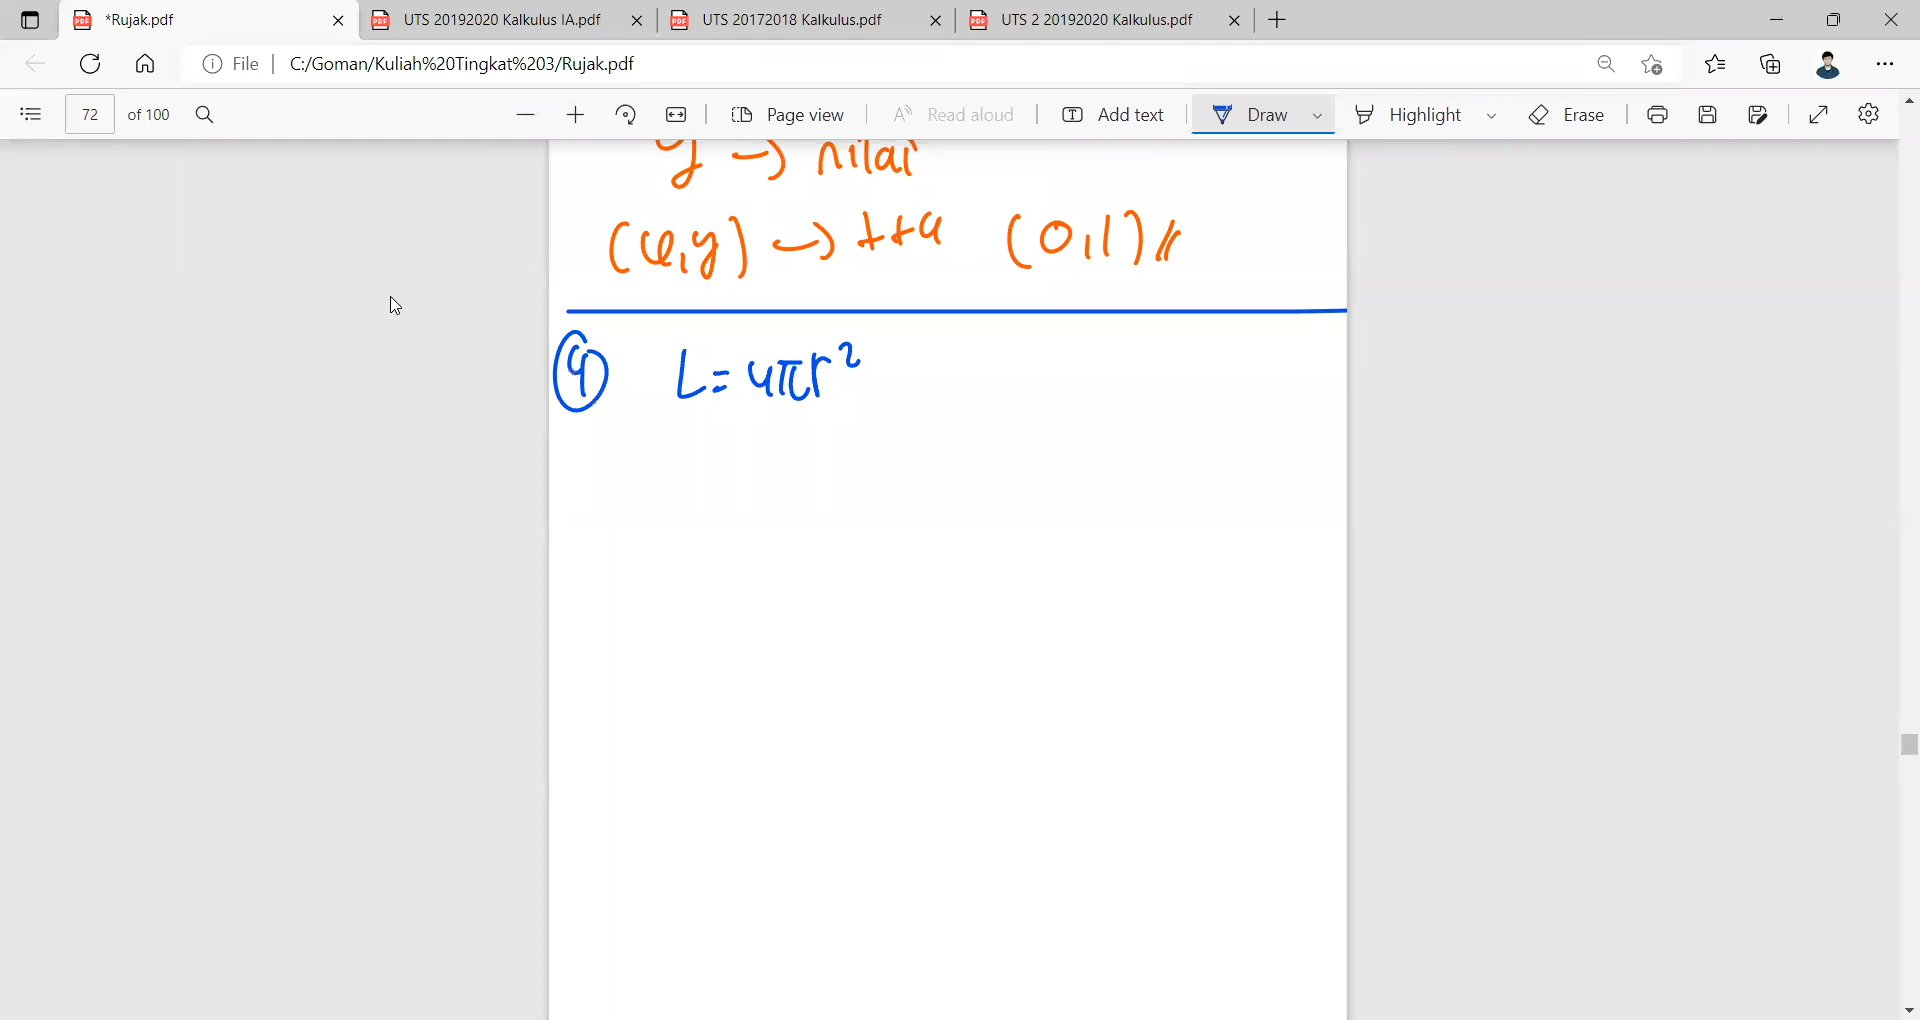 *Rujak.pdf
UTS 20192020 Kalkulus IA.pdf
UTS 20172018 Kalkulus.pdf
UTS 2 20192020 Kalkulus.pdf
File
C:/Goman/Kuliah%20Tingkat%203/Rujak.pdf
72 of 100
Page view
Read aloud
Add text
Draw
Highlight
Erase
y → nilai
(φ,y) → tta (0,1) //
④ L = 4πr²